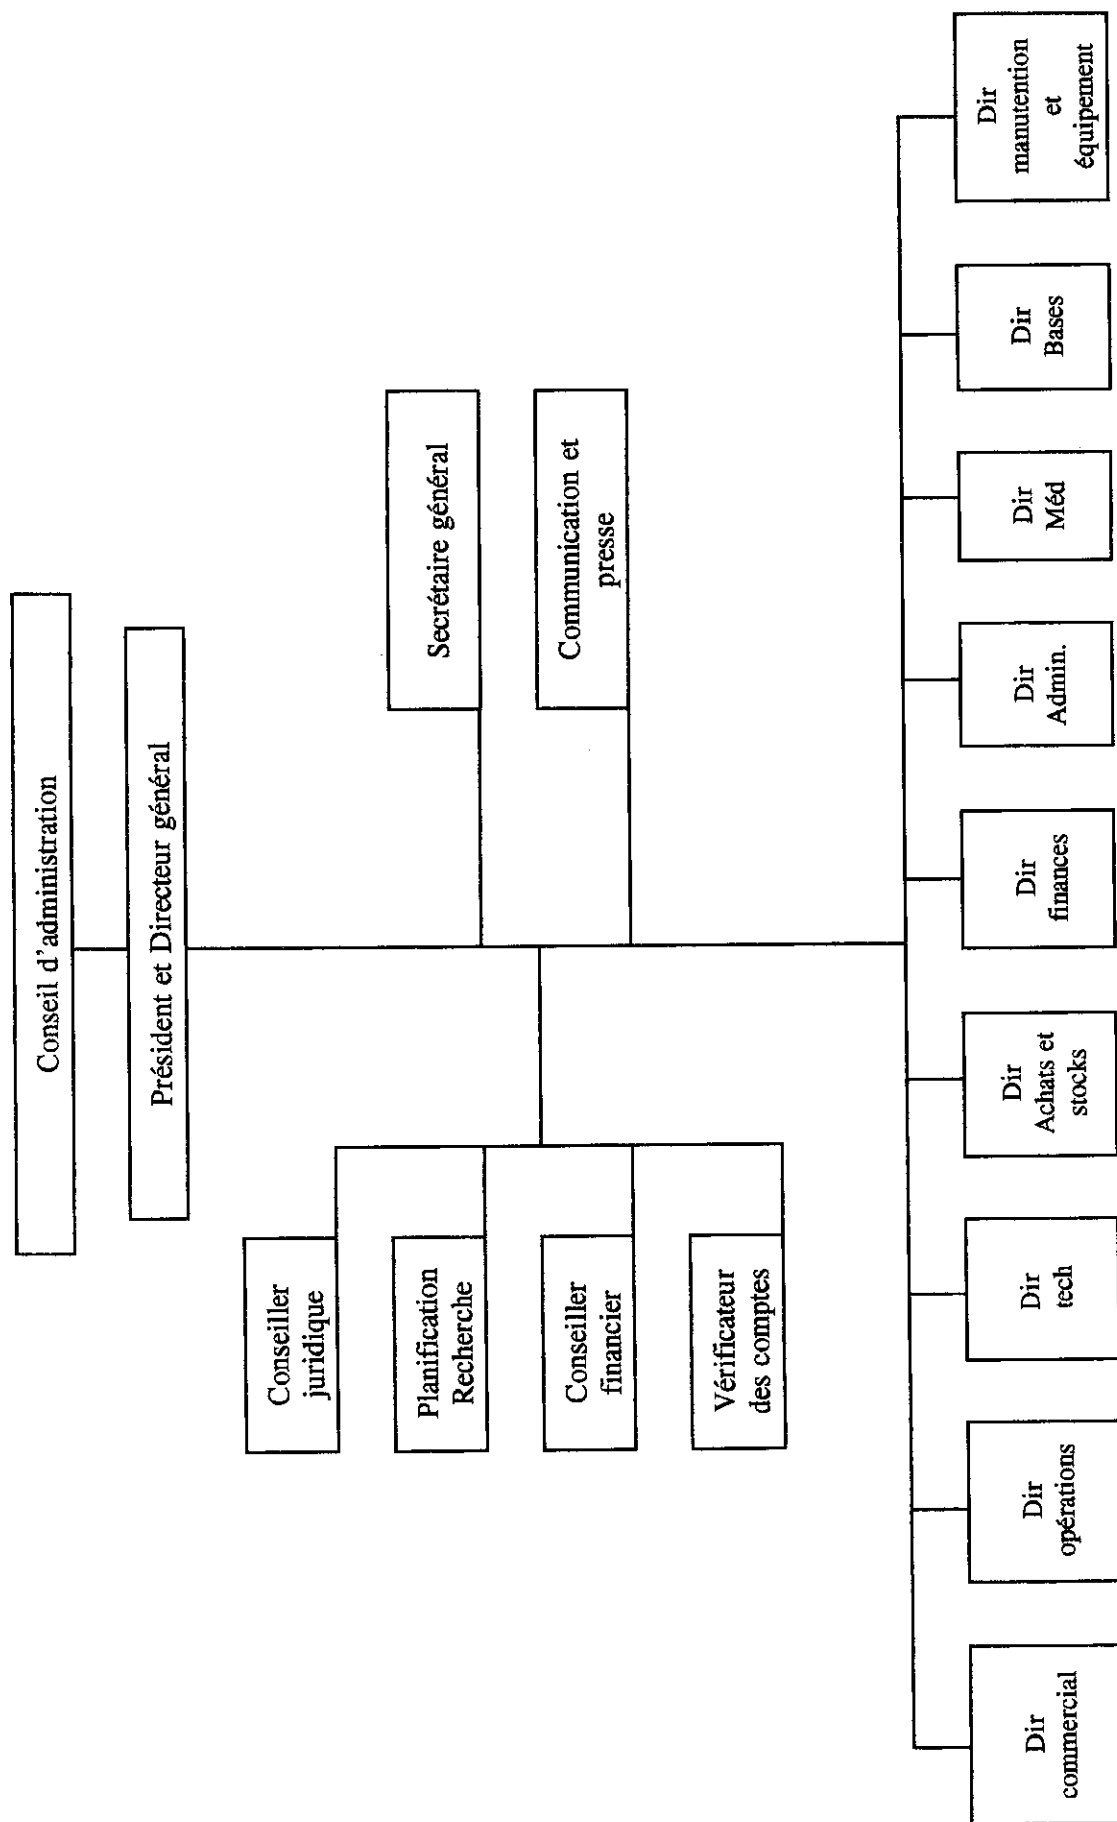 Conseil d'administration
Président et Directeur général
Conseiller
juridique
Secrétaire général
Planification
Recherche
Communication et
presse
Conseiller
financier
Vérificateur
des comptes
Dir
commercial
Dir
opérations
Dir
tech
Dir
Achats et
stocks
Dir
finances
Dir
Admin.
Dir
Méd
Dir
Bases
Dir
manutention
et
équipement